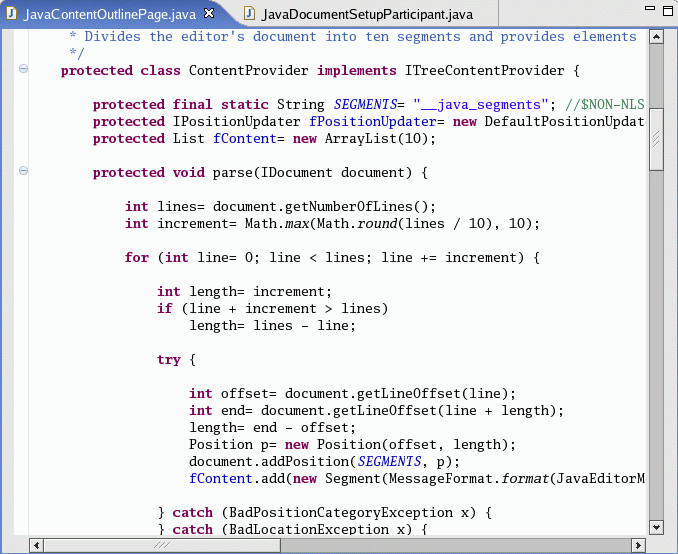 JavaContentOutlinePage.java JavaDocumentSetupParticipant.java
* Divides the editor's document into ten segments and provides elements
*/
protected class ContentProvider implements ITreeContentProvider {
protected final static String SEGMENTS= "__java_segments"; //$NON-NLS
protected IPositionUpdater fPositionUpdater= new DefaultPositionUpdat
protected List fContent= new ArrayList(10);
protected void parse(IDocument document) {
int lines= document.getNumberOfLines();
int increment= Math.max(Math.round(lines / 10), 10);
for (int line= 0; line < lines; line += increment) {
int length= increment;
if (line + increment > lines)
length= lines - line;
try {
int offset= document.getLineOffset(line);
int end= document.getLineOffset(line + length);
length= end - offset;
Position p= new Position(offset, length);
document.addPosition(SEGMENTS, p);
fContent.add(new Segment(MessageFormat.format(JavaEditorM
} catch (BadPositionCategoryException x) {
} catch (BadLocationException x) {